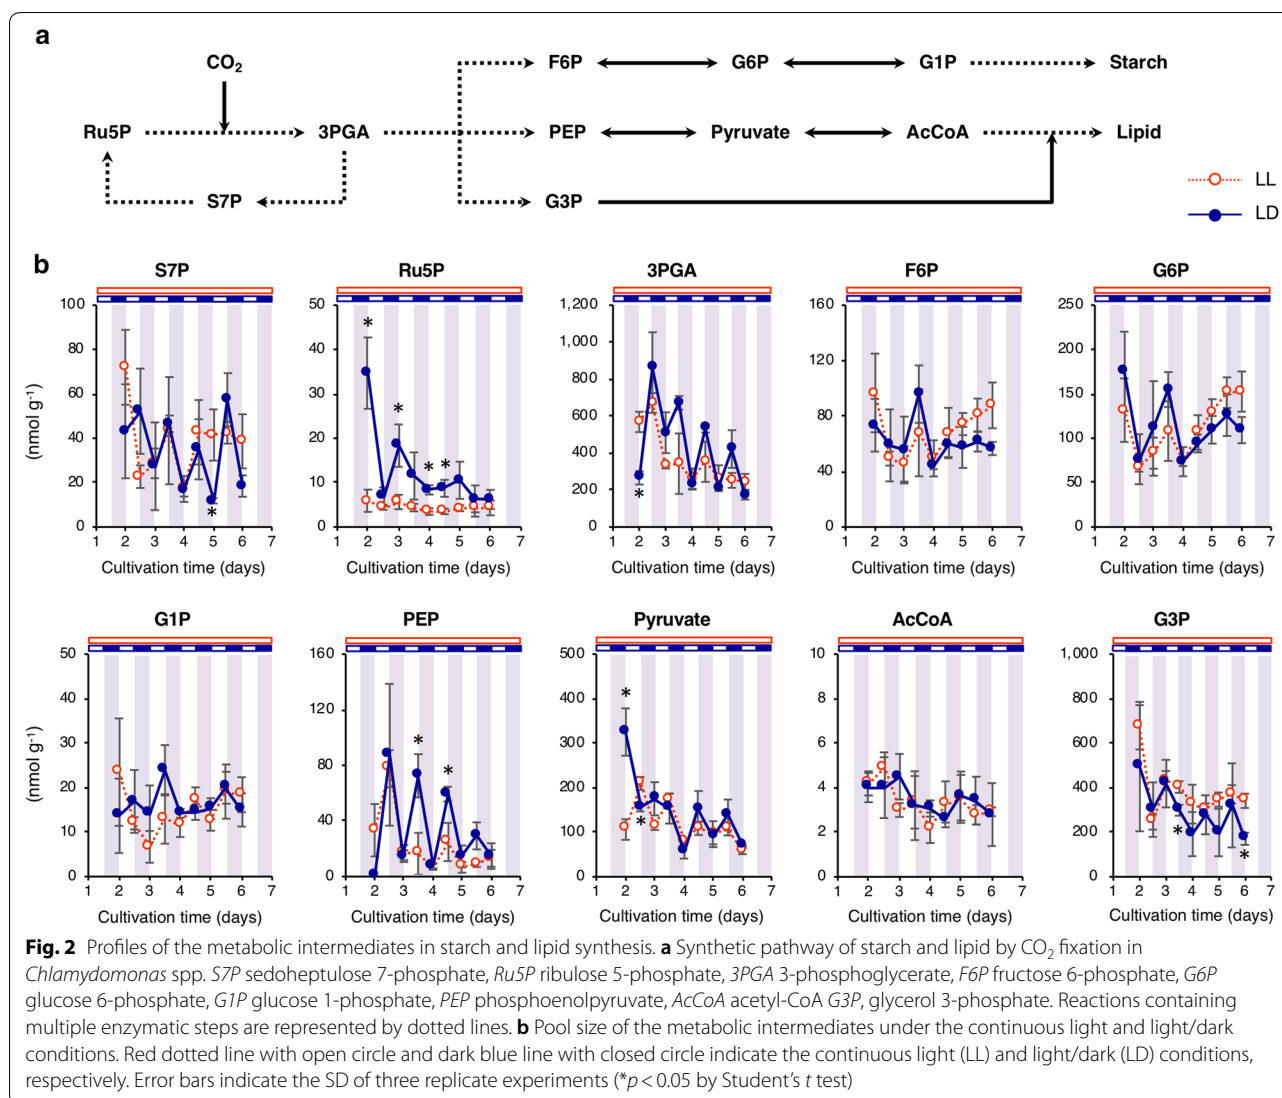 a
CO₂
F6P
G6P
G1P
Starch
Ru5P
3PGA
PEP
Pyruvate
AcCoA
Lipid
S7P
G3P
LL
LD
b
S7P
Ru5P
3PGA
F6P
G6P
(nmol g⁻¹)
100
80
60
40
20
0
*
1 2 3 4 5 6 7
Cultivation time (days)
50
40
30
20
10
0
* * * *
1 2 3 4 5 6 7
Cultivation time (days)
1,200
1,000
800
600
400
200
0
*
1 2 3 4 5 6 7
Cultivation time (days)
160
120
80
40
0
1 2 3 4 5 6 7
Cultivation time (days)
250
200
150
100
50
0
1 2 3 4 5 6 7
Cultivation time (days)
G1P
PEP
Pyruvate
AcCoA
G3P
(nmol g⁻¹)
50
40
30
20
10
0
1 2 3 4 5 6 7
Cultivation time (days)
160
120
80
40
0
* *
1 2 3 4 5 6 7
Cultivation time (days)
500
400
300
200
100
0
* *
1 2 3 4 5 6 7
Cultivation time (days)
10
8
6
4
2
0
1 2 3 4 5 6 7
Cultivation time (days)
1,000
800
600
400
200
0
* *
1 2 3 4 5 6 7
Cultivation time (days)
Fig. 2 Profiles of the metabolic intermediates in starch and lipid synthesis. a Synthetic pathway of starch and lipid by CO₂ fixation in
Chlamydomonas spp. S7P sedoheptulose 7-phosphate, Ru5P ribulose 5-phosphate, 3PGA 3-phosphoglycerate, F6P fructose 6-phosphate, G6P
glucose 6-phosphate, G1P glucose 1-phosphate, PEP phosphoenolpyruvate, AcCoA acetyl-CoA G3P, glycerol 3-phosphate. Reactions containing
multiple enzymatic steps are represented by dotted lines. b Pool size of the metabolic intermediates under the continuous light and light/dark
conditions. Red dotted line with open circle and dark blue line with closed circle indicate the continuous light (LL) and light/dark (LD) conditions,
respectively. Error bars indicate the SD of three replicate experiments (*p < 0.05 by Student's t test)